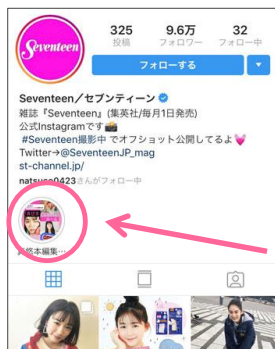 Seventeen
325 9.6万 32
投稿 フォロワー フォロー中
フォローする
Seventeen／セブンティーン
雑誌『Seventeen』(集英社/毎月1日発売)
公式Instagramです📸
#Seventeen撮影中 でオフショット公開してるよ💓
Twitter→@SeventeenJP_mag
st-channel.jp/
natsuco0423さんがフォロー中
悠本編集…